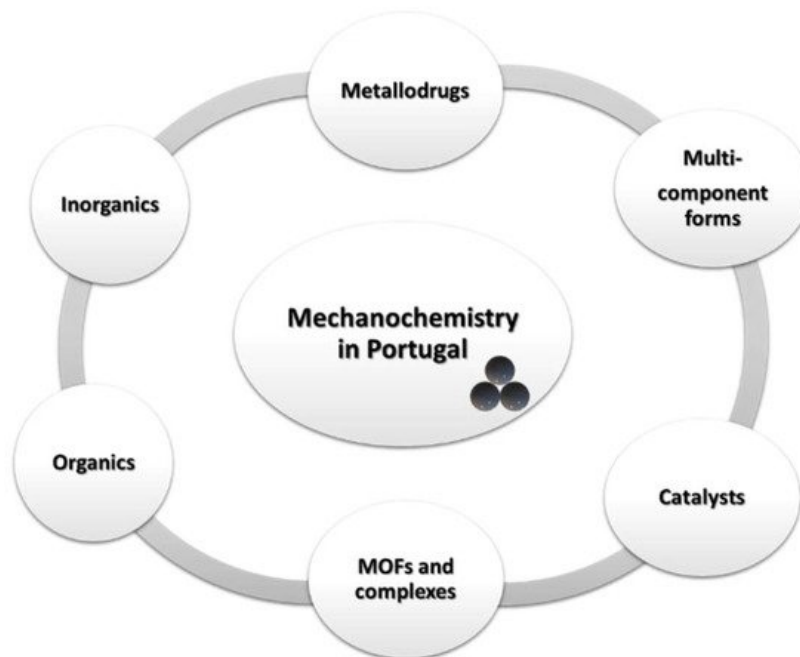 Metallodrugs
Multi-
component
forms
Inorganics
Mechanochemistry
in Portugal
Organics
Catalysts
MOFs and
complexes